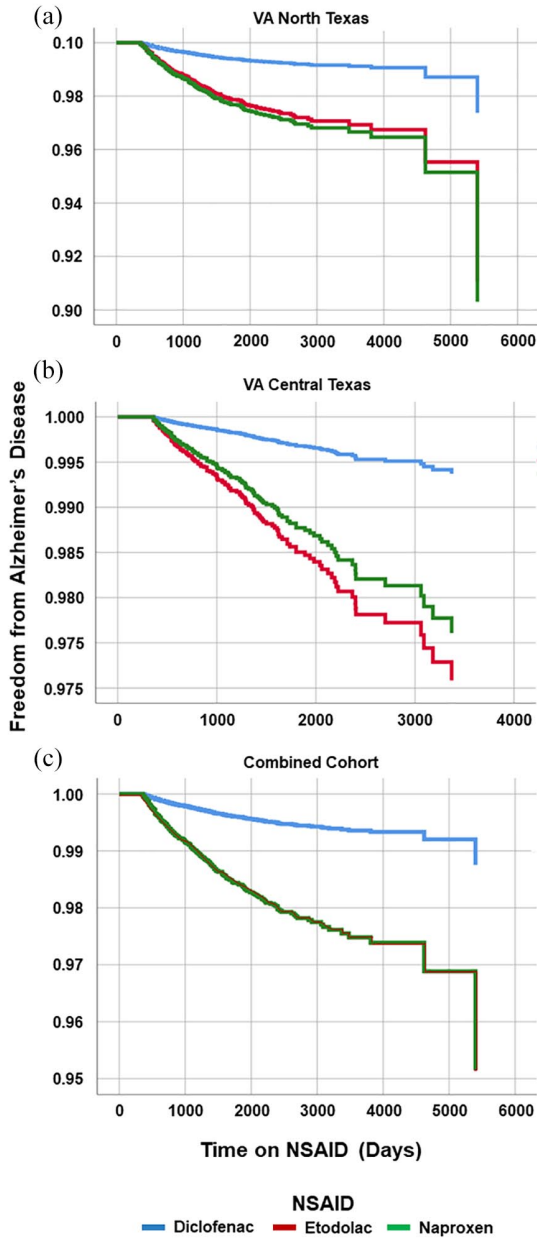 (a)
VA North Texas
0.10
0.98
0.96
0.94
0.92
0.90
0 1000 2000 3000 4000 5000 6000
(b)
VA Central Texas
1.000
0.995
0.990
0.985
0.980
0.975
0.975
0 1000 2000 3000 4000
Freedom from Alzheimer's Disease
(c)
Combined Cohort
1.00
0.99
0.98
0.97
0.96
0.95
0 1000 2000 3000 4000 5000 6000
Time on NSAID (Days)
NSAID
Diclofenac Etodolac Naproxen